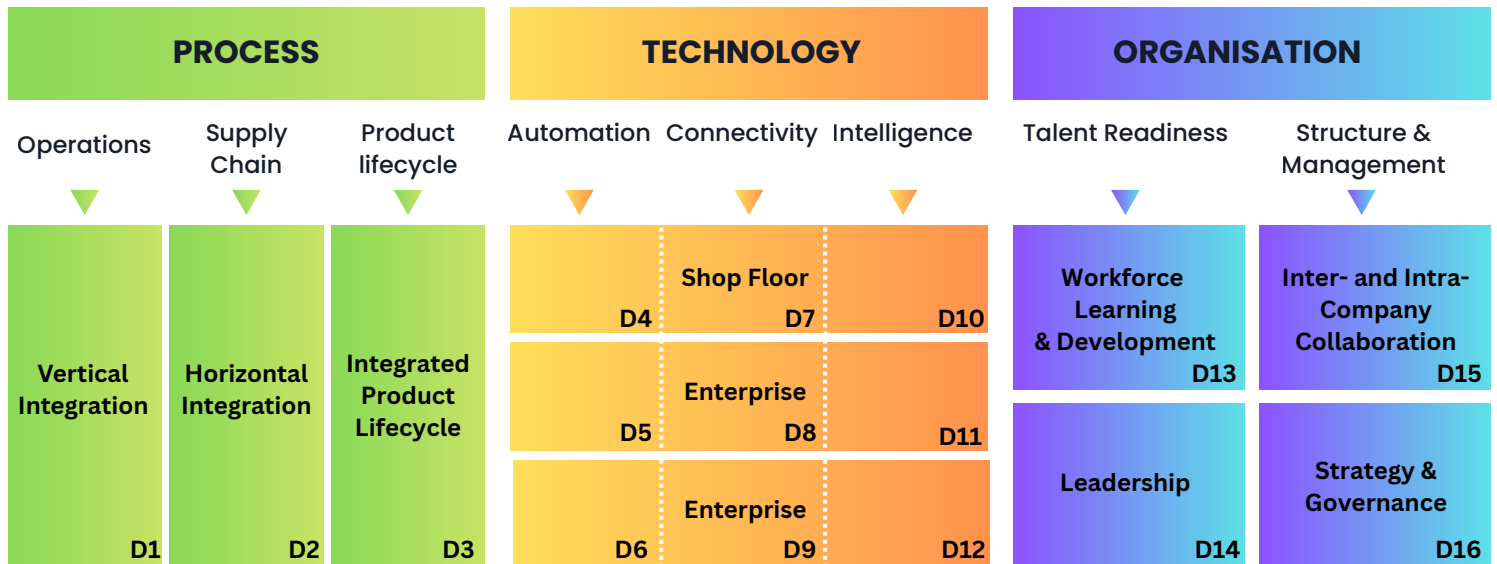 PROCESS
TECHNOLOGY
ORGANISATION
Operations
Supply
Chain
Product
lifecycle
Automation
Connectivity
Intelligence
Talent Readiness
Structure &
Management
Vertical
Integration
D1
Horizontal
Integration
D2
Integrated
Product
Lifecycle
D3
Shop Floor
D4
D7
D10
Enterprise
D5
D8
D11
Enterprise
D6
D9
D12
Workforce
Learning
& Development
D13
Inter- and Intra-
Company
Collaboration
D15
Leadership
D14
Strategy &
Governance
D16